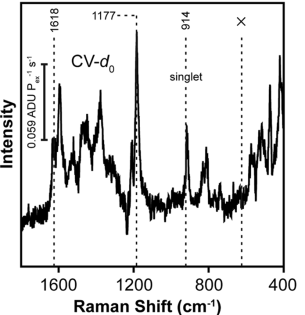 1618
1177
914
×
CV-d0
singlet
0.059 ADU Pex-1 s-1
Intensity
1600 1200 800 400
Raman Shift (cm-1)